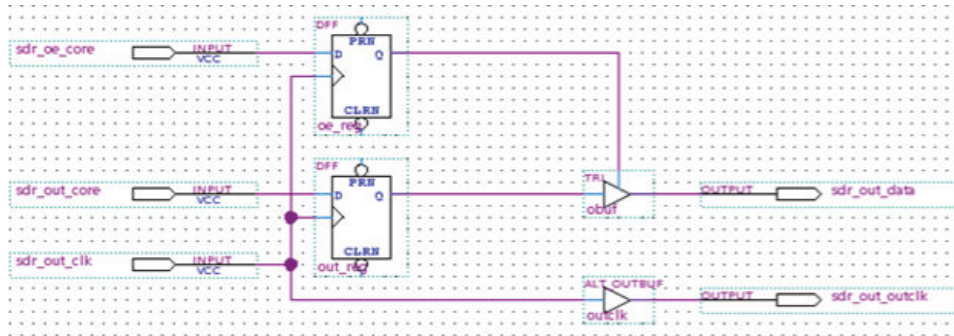 DFF
sdr_oe_core
INPUT
VCC
PRN
D
Q
CLRN
oe_reg
DFF
sdr_out_core
INPUT
VCC
PRN
D
Q
CLRN
out_reg
TRI
obuf
OUTPUT
sdr_out_data
sdr_out_clk
INPUT
VCC
ALT_OUTBUF
outclk
OUTPUT
sdr_out_outclk